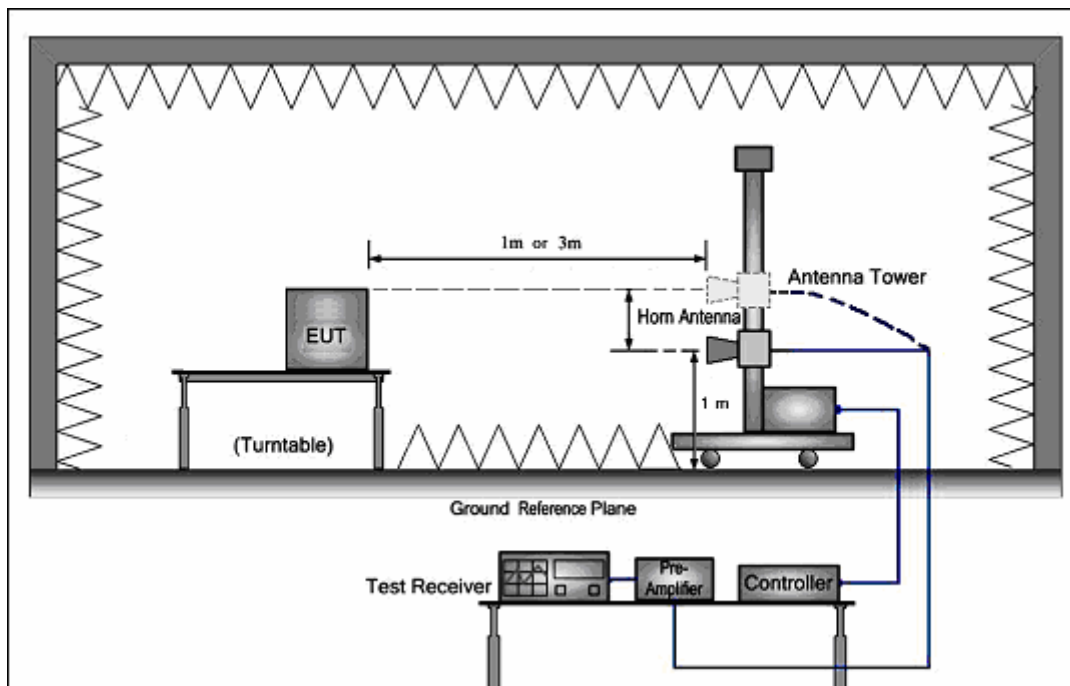 1m or 3m
Antenna Tower
Horn Antenna
EUT
1 m
(Turntable)
Ground Reference Plane
Test Receiver
Pre-
Amplifier
Controller